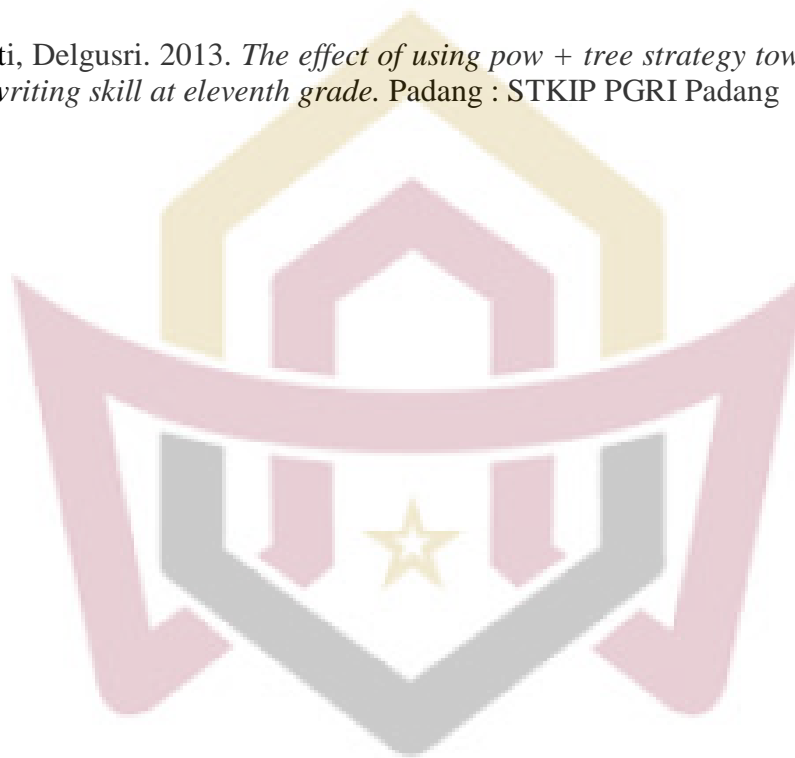 ti, Delgusri. 2013. The effect of using pow + tree strategy tow
writing skill at eleventh grade. Padang : STKIP PGRI Padang